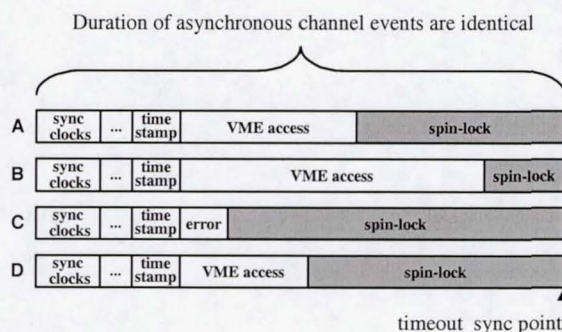 Duration of asynchronous channel events are identical
A sync clocks ... time stamp VME access spin-lock
B sync clocks ... time stamp VME access spin-lock
C sync clocks ... time stamp error spin-lock
D sync clocks ... time stamp VME access spin-lock
timeout sync point